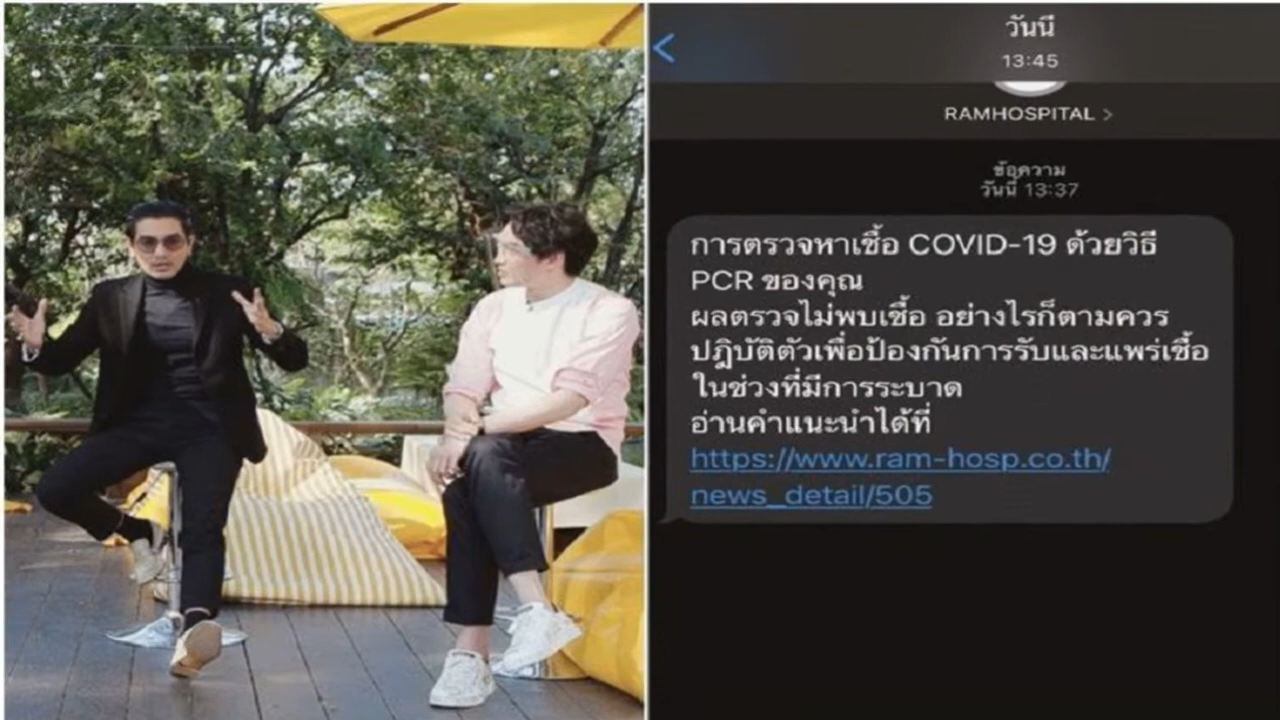 วันนี้
13:45
RAMHOSPITAL >
ข้อความ
วันนี้ 13:37
การตรวจหาเชื้อ COVID-19 ด้วยวิธี
PCR ของคุณ
ผลตรวจไม่พบเชื้อ อย่างไรก็ตามควร
ปฎิบัติตัวเพื่อป้องกันการรับและแพร่เชื้อ
ในช่วงที่มีการระบาด
อ่านคำแนะนำได้ที่
https://www.ram-hosp.co.th/
news_detail/505